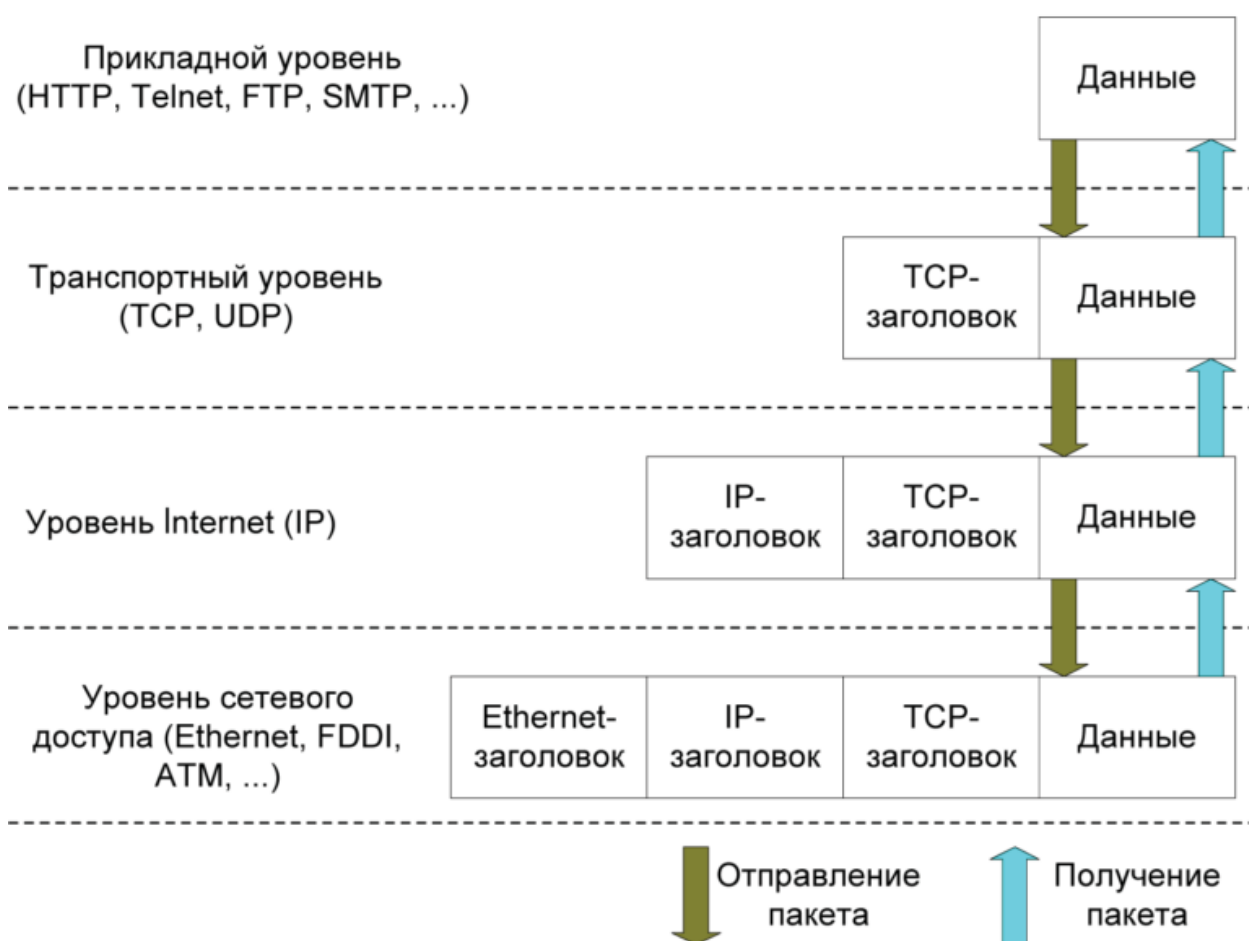 Прикладной уровень
(HTTP, Telnet, FTP, SMTP, ...)
Данные
Транспортный уровень
(TCP, UDP)
TCP-
заголовок
Данные
Уровень Internet (IP)
IP-
заголовок
TCP-
заголовок
Данные
Уровень сетевого
доступа (Ethernet, FDDI,
ATM, ...)
Ethernet-
заголовок
IP-
заголовок
TCP-
заголовок
Данные
Отправление
пакета
Получение
пакета